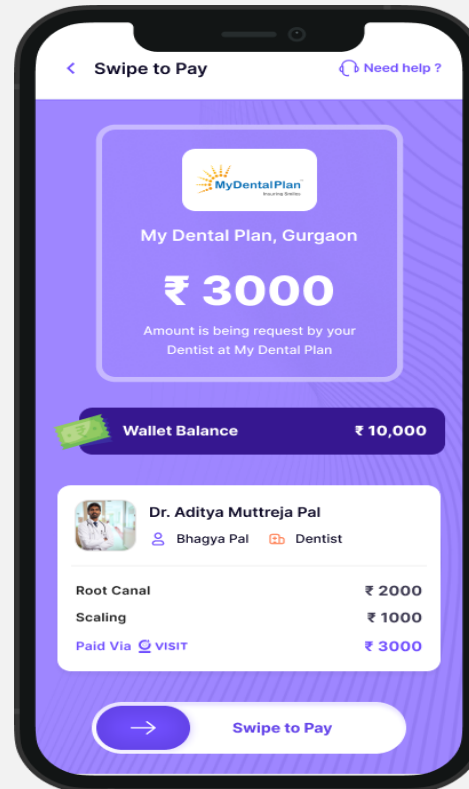 Swipe to Pay
Need help ?
MyDentalPlan
Insuring Smiles
My Dental Plan, Gurgaon
₹ 3000
Amount is being request by your
Dentist at My Dental Plan
Wallet Balance ₹ 10,000
Dr. Aditya Muttreja Pal
Bhagya Pal Dentist
Root Canal ₹ 2000
Scaling ₹ 1000
Paid Via VISIT ₹ 3000
Swipe to Pay